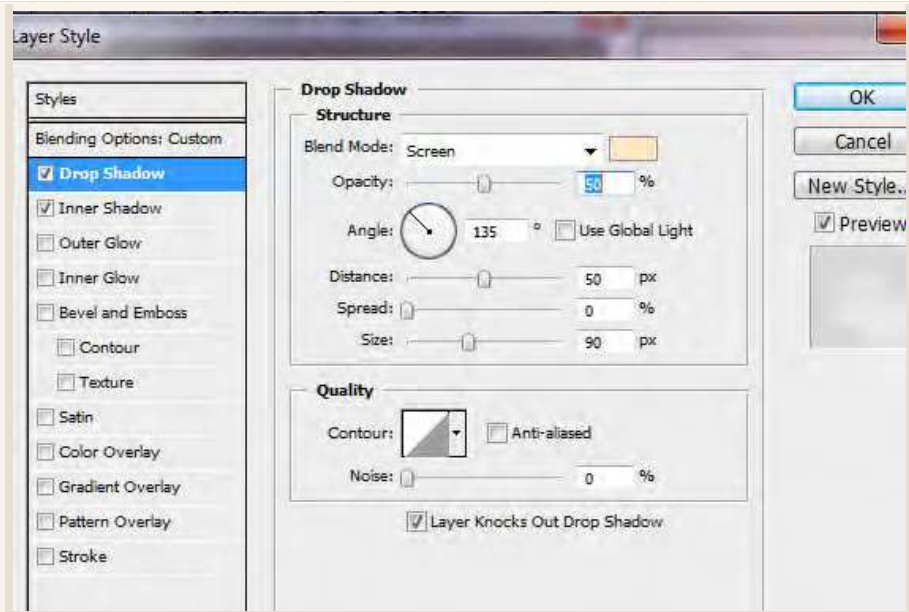 Layer Style
Styles
Blending Options: Custom
Drop Shadow
Inner Shadow
Outer Glow
Inner Glow
Bevel and Emboss
Contour
Texture
Satin
Color Overlay
Gradient Overlay
Pattern Overlay
Stroke
Drop Shadow
Structure
Blend Mode: Screen
Opacity: 50 %
Angle: 135 ° Use Global Light
Distance: 50 px
Spread: 0 %
Size: 90 px
Quality
Contour: Anti-aliased
Noise: 0 %
Layer Knocks Out Drop Shadow
OK
Cancel
New Style..
Preview